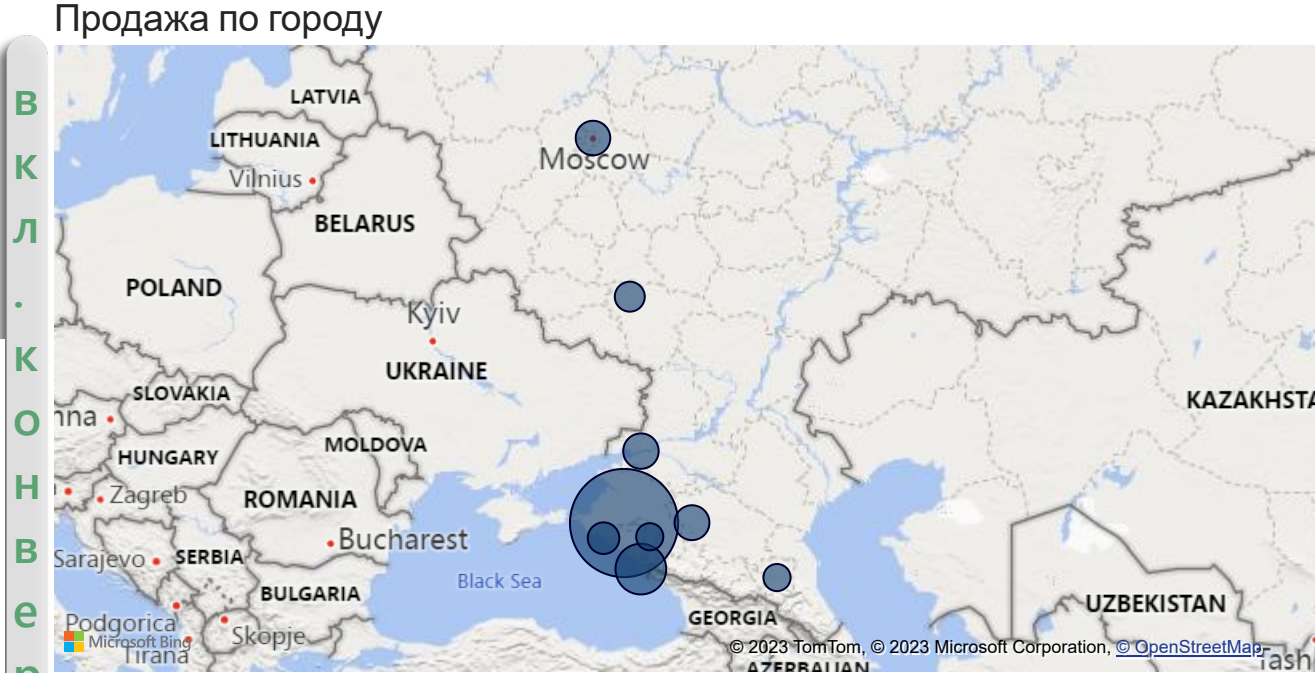 Продажа по городу
В
К
Л
.
К
О
Н
В
е
LATVIA
LITHUANIA
Vilnius
Moscow
BELARUS
POLAND
Kyiv
UKRAINE
SLOVAKIA
nna
KAZAKHSTA
HUNGARY
MOLDOVA
Zagreb
ROMANIA
Bucharest
Sarajevo
SERBIA
Black Sea
BULGARIA
GEORGIA
UZBEKISTAN
Podgorica
Skopje
Microsoft Bing
Tirana
© 2023 TomTom, © 2023 Microsoft Corporation, © OpenStreetMap
Tash
AZERBAIJAN